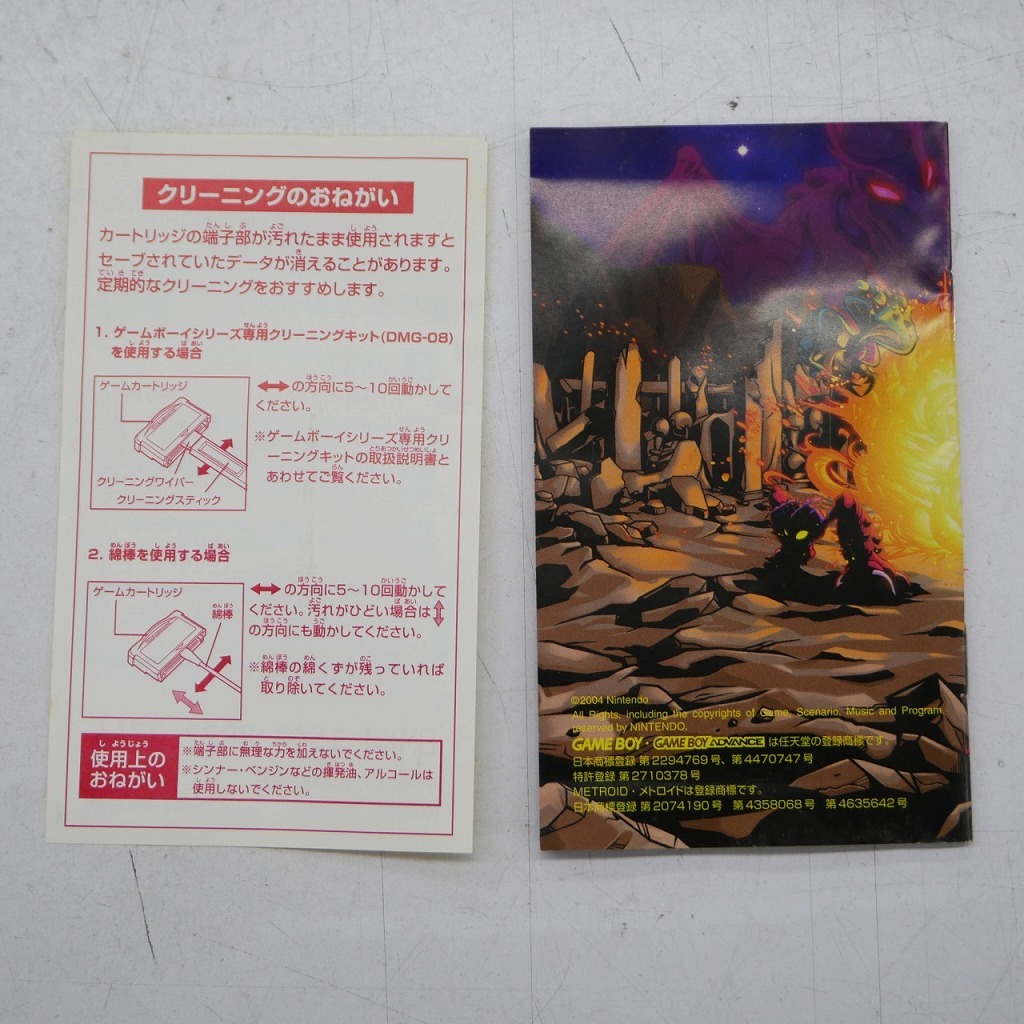 クリーニングのおねがい
カートリッジの端子部が汚れたまま使用されますと
セーブされていたデータが消えることがあります。
定期的なクリーニングをおすすめします。
1. ゲームボーイシリーズ専用クリーニングキット(DMG-08)
を使用する場合
ゲームカートリッジ
クリーニングワイパー
クリーニングスティック
の方向に5〜10回動かして
ください。
※ゲームボーイシリーズ専用クリ
ーニングキットの取扱説明書と
あわせてご覧ください。
2. 綿棒を使用する場合
ゲームカートリッジ
綿棒
の方向に5〜10回動かして
ください。汚れがひどい場合は
の方向にも動かしてください。
※綿棒の綿くずが残っていれば
取り除いてください。
使用上の
おねがい
※端子部に無理な力を加えないでください。
※シンナー・ベンジンなどの揮発油、アルコールは
使用しないでください。
©2004 Nintendo
All Rights, including the copyrights of Game, Scenario, Music and Program,
reserved by NINTENDO.
GAME BOY・GAME BOY ADVANCE は任天堂の登録商標です。
日本商標登録 第2294769号、第4470747号
特許登録 第2710378号
METROID・メトロイドは登録商標です。
日本商標登録 第2074190号 第4358068号 第4635642号